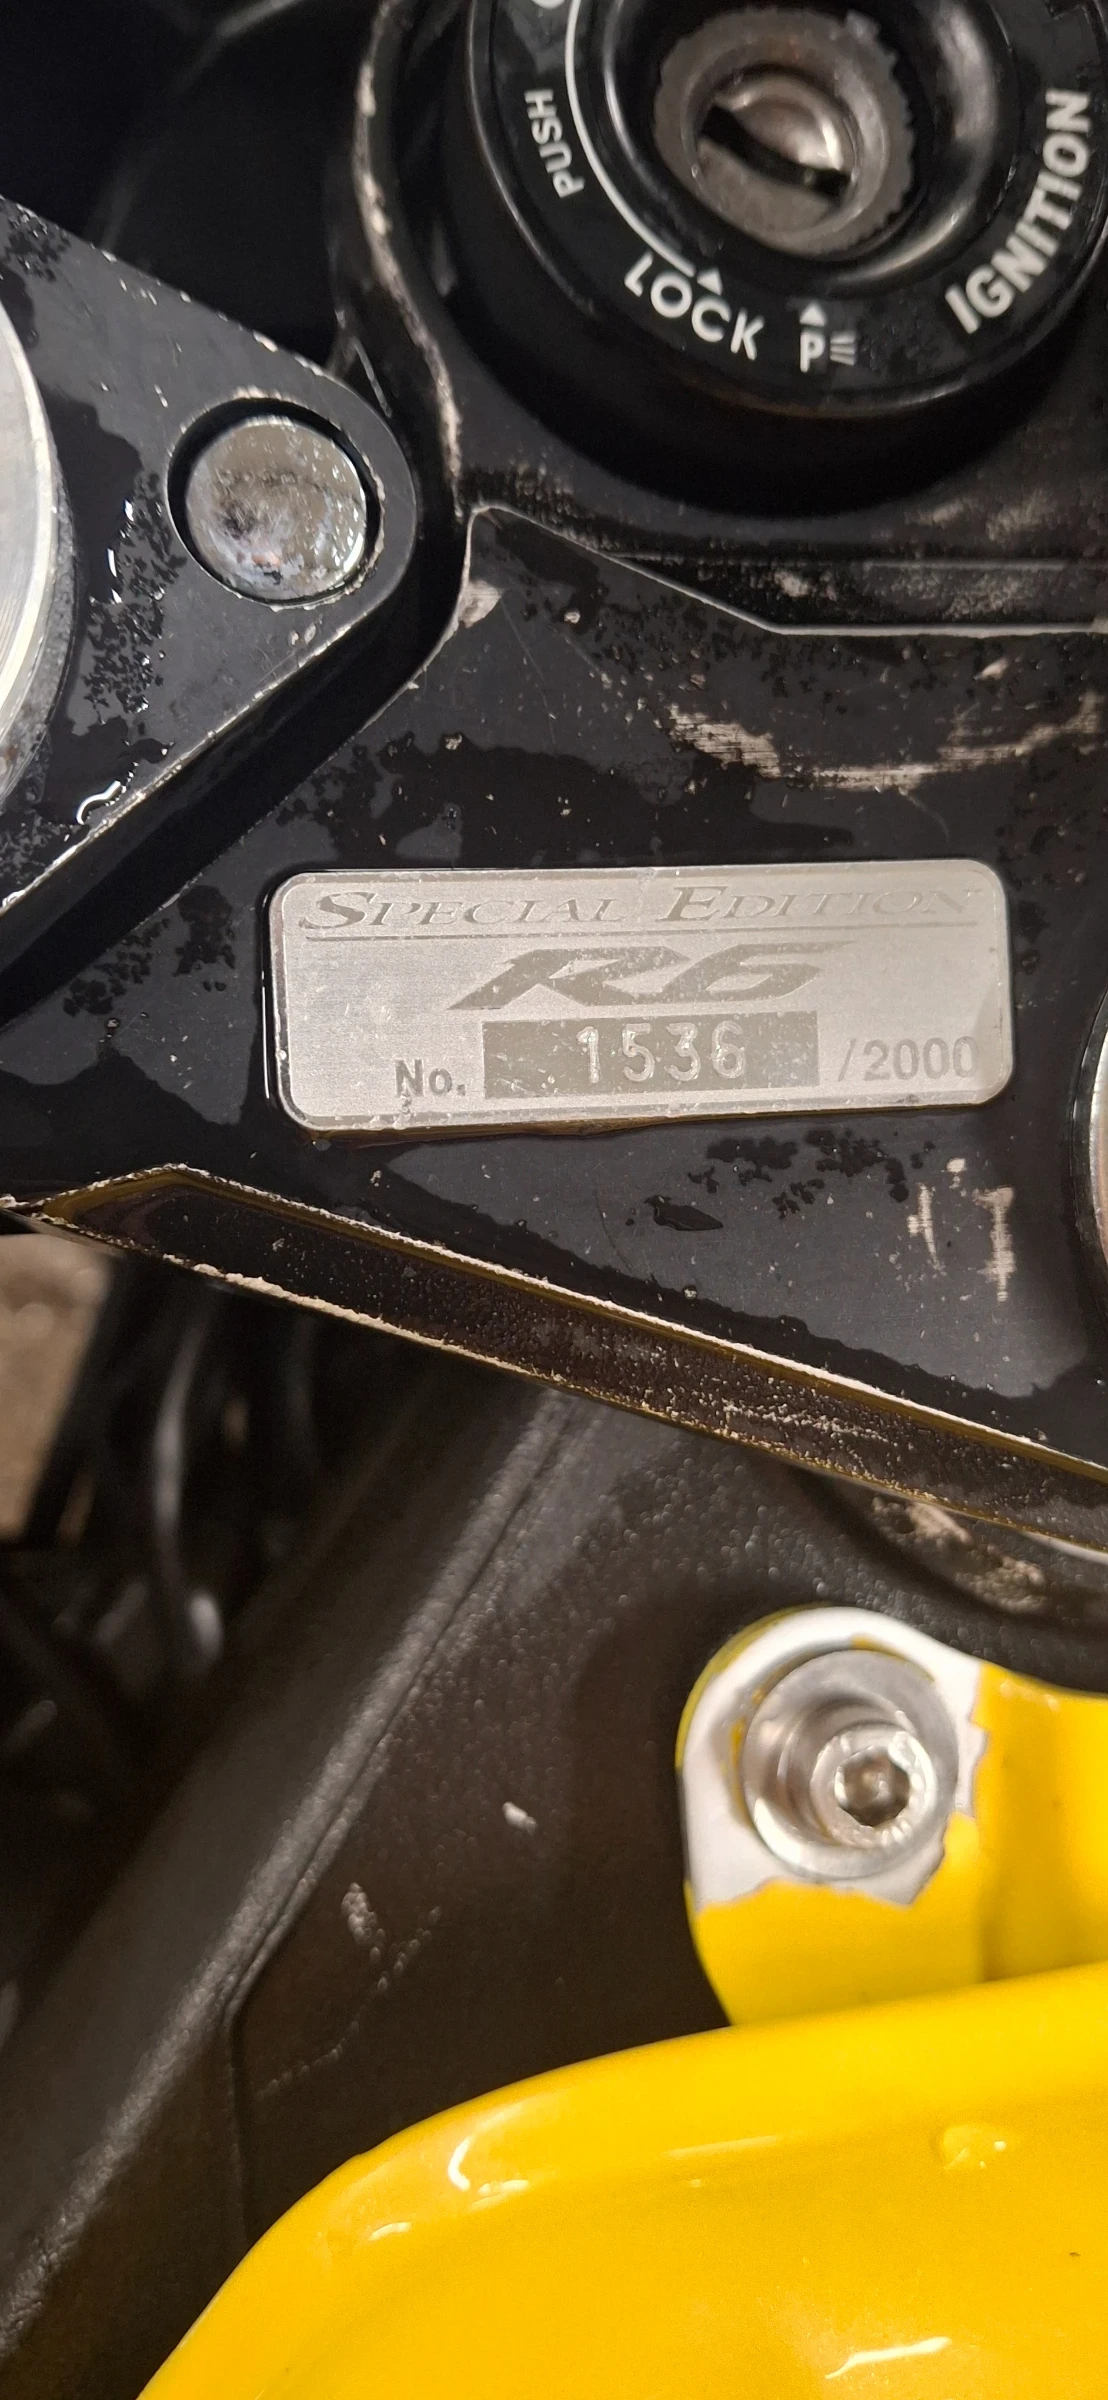 PUSH
LOCK
P
IGNITION
SPECIAL EDITION
R6
No. 1536 /2000